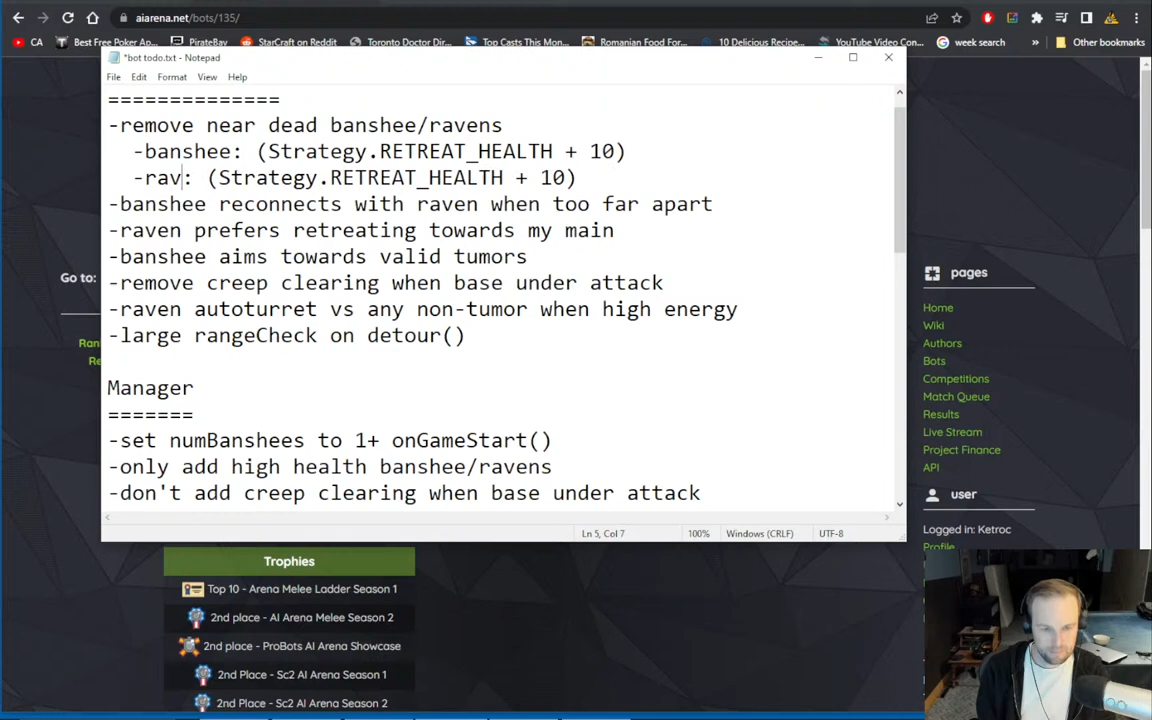 aiarena.net/bots/135/
CA
Best Free Poker Ap...
PirateBay
StarCraft on Reddit
Toronto Doctor Dir...
Top Casts This Mon...
Romanian Food For...
10 Delicious Recipe...
YouTube Video Con...
week search
»
Other bookmarks
*bot todo.txt - Notepad
File Edit Format View Help
==============
-remove near dead banshee/ravens
-banshee: (Strategy.RETREAT_HEALTH + 10)
-rav: (Strategy.RETREAT_HEALTH + 10)
-banshee reconnects with raven when too far apart
-raven prefers retreating towards my main
-banshee aims towards valid tumors
-remove creep clearing when base under attack
-raven autoturret vs any non-tumor when high energy
-large rangeCheck on detour()
Manager
=======
-set numBanshees to 1+ onGameStart()
-only add high health banshee/ravens
-don't add creep clearing when base under attack
Ln 5, Col 7
100%
Windows (CRLF)
UTF-8
Go to:
Ran
Re
Trophies
Top 10 - Arena Melee Ladder Season 1
2nd place - AI Arena Melee Season 2
2nd place - ProBots AI Arena Showcase
2nd Place - Sc2 AI Arena Season 1
2nd Place - Sc2 AI Arena Season 2
pages
Home
Wiki
Authors
Bots
Competitions
Match Queue
Results
Live Stream
Project Finance
API
user
Logged in: Ketroc
Profile